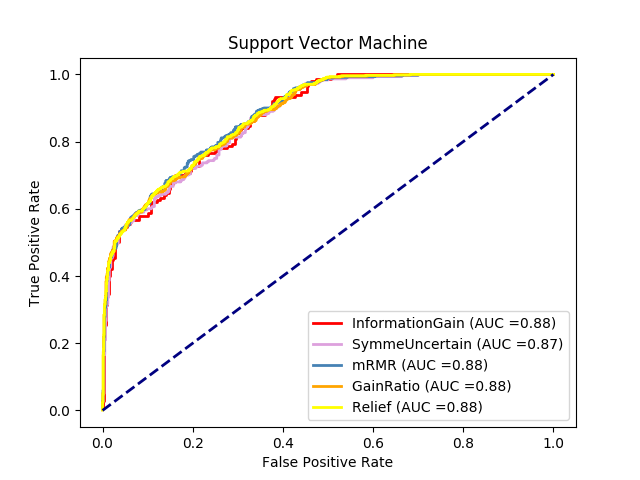 Support Vector Machine
True Positive Rate
1.0
0.8
0.6
0.4
0.2
0.0
InformationGain (AUC =0.88)
SymmeUncertain (AUC =0.87)
mRMR (AUC =0.88)
GainRatio (AUC =0.88)
Relief (AUC =0.88)
0.0 0.2 0.4 0.6 0.8 1.0
False Positive Rate